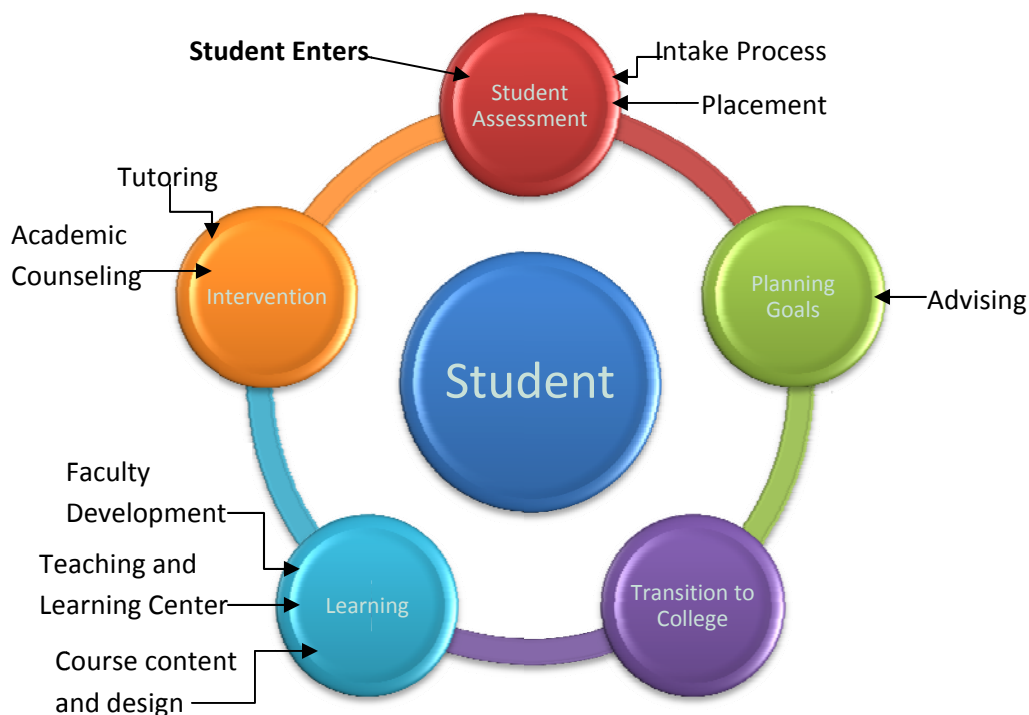 Student Enters
Intake Process
Student
Assessment
Placement
Tutoring
Academic
Counseling
Intervention
Planning
Goals
Advising
Student
Faculty
Development
Teaching and
Learning Center
Learning
Transition to
College
Course content
and design